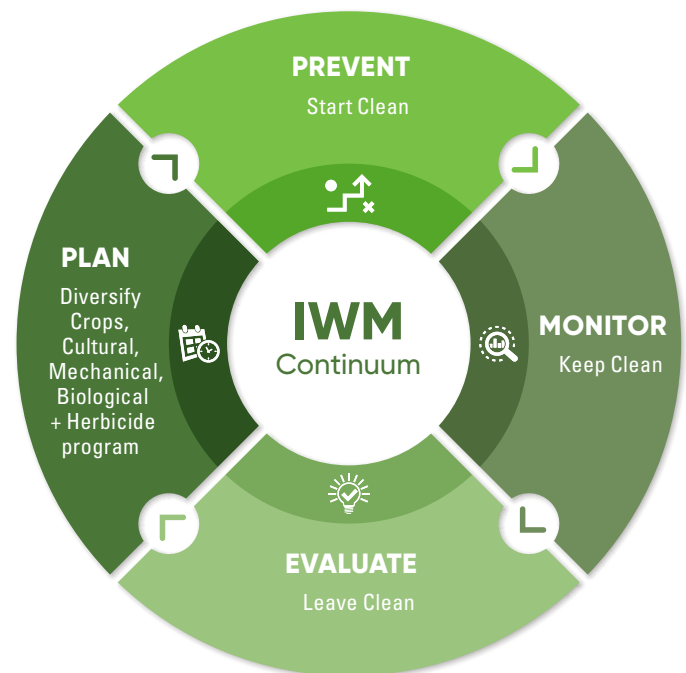 PREVENT
Start Clean
PLAN
Diversify
Crops,
Cultural,
Mechanical,
Biological
+ Herbicide
program
IWM
Continuum
MONITOR
Keep Clean
EVALUATE
Leave Clean